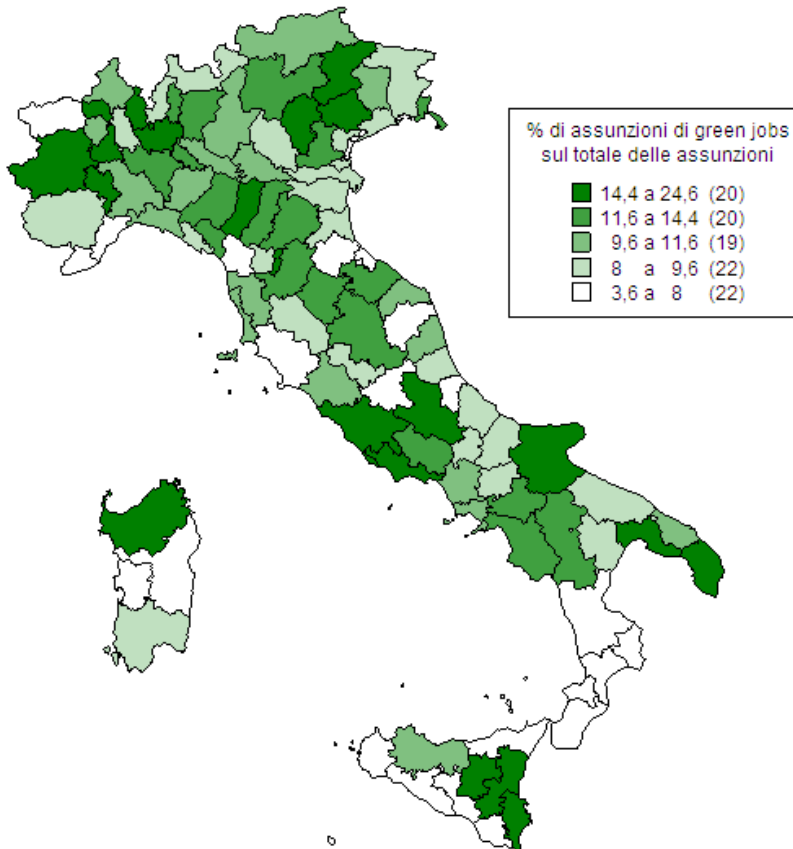 % di assunzioni di green jobs
sul totale delle assunzioni
14,4 a 24,6 (20)
11,6 a 14,4 (20)
9,6 a 11,6 (19)
8 a 9,6 (22)
3,6 a 8 (22)